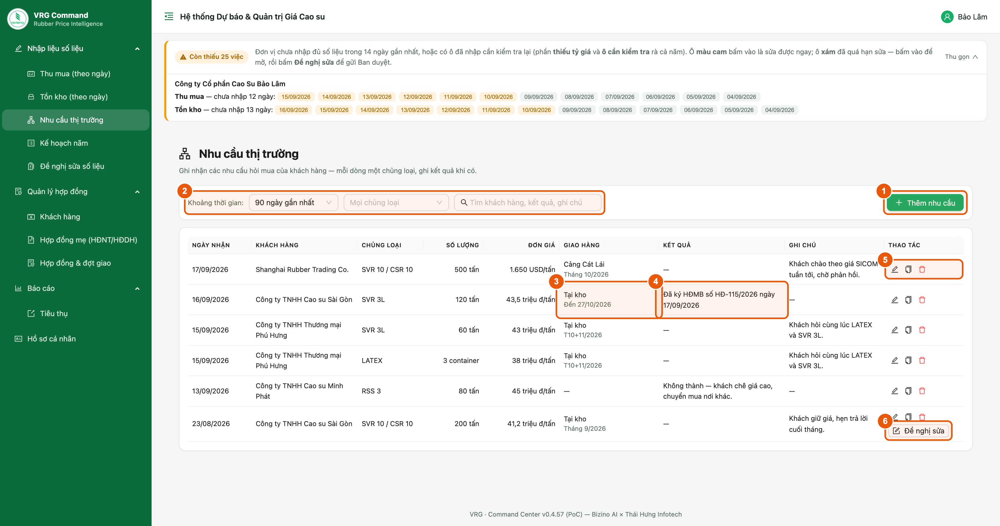 VRG Command
Rubber Price Intelligence
Nhập liệu số liệu
Thu mua (theo ngày)
Tồn kho (theo ngày)
Nhu cầu thị trường
Kế hoạch năm
Đề nghị sửa số liệu
Quản lý hợp đồng
Khách hàng
Hợp đồng mẹ (HĐNT/HĐDH)
Hợp đồng & đợt giao
Báo cáo
Tiêu thụ
Hồ sơ cá nhân
Hệ thống Dự báo & Quản trị Giá Cao su
Bảo Lâm
Còn thiếu 25 việc
Đơn vị chưa nhập đủ số liệu trong 14 ngày gần nhất, hoặc có ô đã nhập cần kiểm tra lại (phần thiếu tỷ giá và ô cần kiểm tra rà cả năm). Ô màu cam bấm vào là sửa được ngay; ô xám đã quá hạn sửa — bấm vào để
mở, rồi bấm Đề nghị sửa để gửi Ban duyệt.
Thu gọn
Công ty Cổ phần Cao Su Bảo Lâm
Thu mua — chưa nhập 12 ngày: 15/09/2026 14/09/2026 13/09/2026 12/09/2026 11/09/2026 10/09/2026 09/09/2026 08/09/2026 07/09/2026 06/09/2026 05/09/2026 04/09/2026
Tồn kho — chưa nhập 13 ngày: 16/09/2026 15/09/2026 14/09/2026 13/09/2026 12/09/2026 11/09/2026 10/09/2026 09/09/2026 08/09/2026 07/09/2026 06/09/2026 05/09/2026 04/09/2026
Nhu cầu thị trường
Ghi nhận các nhu cầu hỏi mua của khách hàng — mỗi dòng một chủng loại, ghi kết quả khi có.
2
1
Khoảng thời gian: 90 ngày gần nhất Mọi chủng loại Tìm khách hàng, kết quả, ghi chú
+ Thêm nhu cầu
NGÀY NHẬN KHÁCH HÀNG CHỦNG LOẠI SỐ LƯỢNG ĐƠN GIÁ GIAO HÀNG KẾT QUẢ GHI CHÚ THAO TÁC
17/09/2026 Shanghai Rubber Trading Co. SVR 10 / CSR 10 500 tấn 1.650 USD/tấn
Cảng Cát Lái
Tháng 10/2026
—
Khách chào theo giá SICOM
tuần tới, chờ phản hồi.
5
3
4
16/09/2026 Công ty TNHH Cao su Sài Gòn SVR 3L 120 tấn 43,5 triệu đ/tấn
Tại kho
Đến 27/10/2026
Đã ký HĐMB số HĐ-115/2026 ngày
17/09/2026
—
15/09/2026
Công ty TNHH Thương mại
Phú Hưng
SVR 3L 60 tấn 43 triệu đ/tấn
Tại kho
T10+11/2026
—
Khách hỏi cùng lúc LATEX
và SVR 3L.
15/09/2026
Công ty TNHH Thương mại
Phú Hưng
LATEX 3 container 38 triệu đ/tấn
Tại kho
T10+11/2026
—
Khách hỏi cùng lúc LATEX
và SVR 3L.
13/09/2026
Công ty TNHH Cao su Minh
Phát
RSS 3 80 tấn 45 triệu đ/tấn —
Không thành — khách chê giá cao,
chuyển mua nơi khác.
—
23/08/2026 Công ty TNHH Cao su Sài Gòn SVR 10 / CSR 10 200 tấn 41,2 triệu đ/tấn
Tại kho
Tháng 9/2026
—
Khách giữ giá, hẹn trả lời
cuối tháng.
6
Đề nghị sửa
VRG · Command Center v0.4.57 (PoC) — Bizino AI × Thái Hưng Infotech